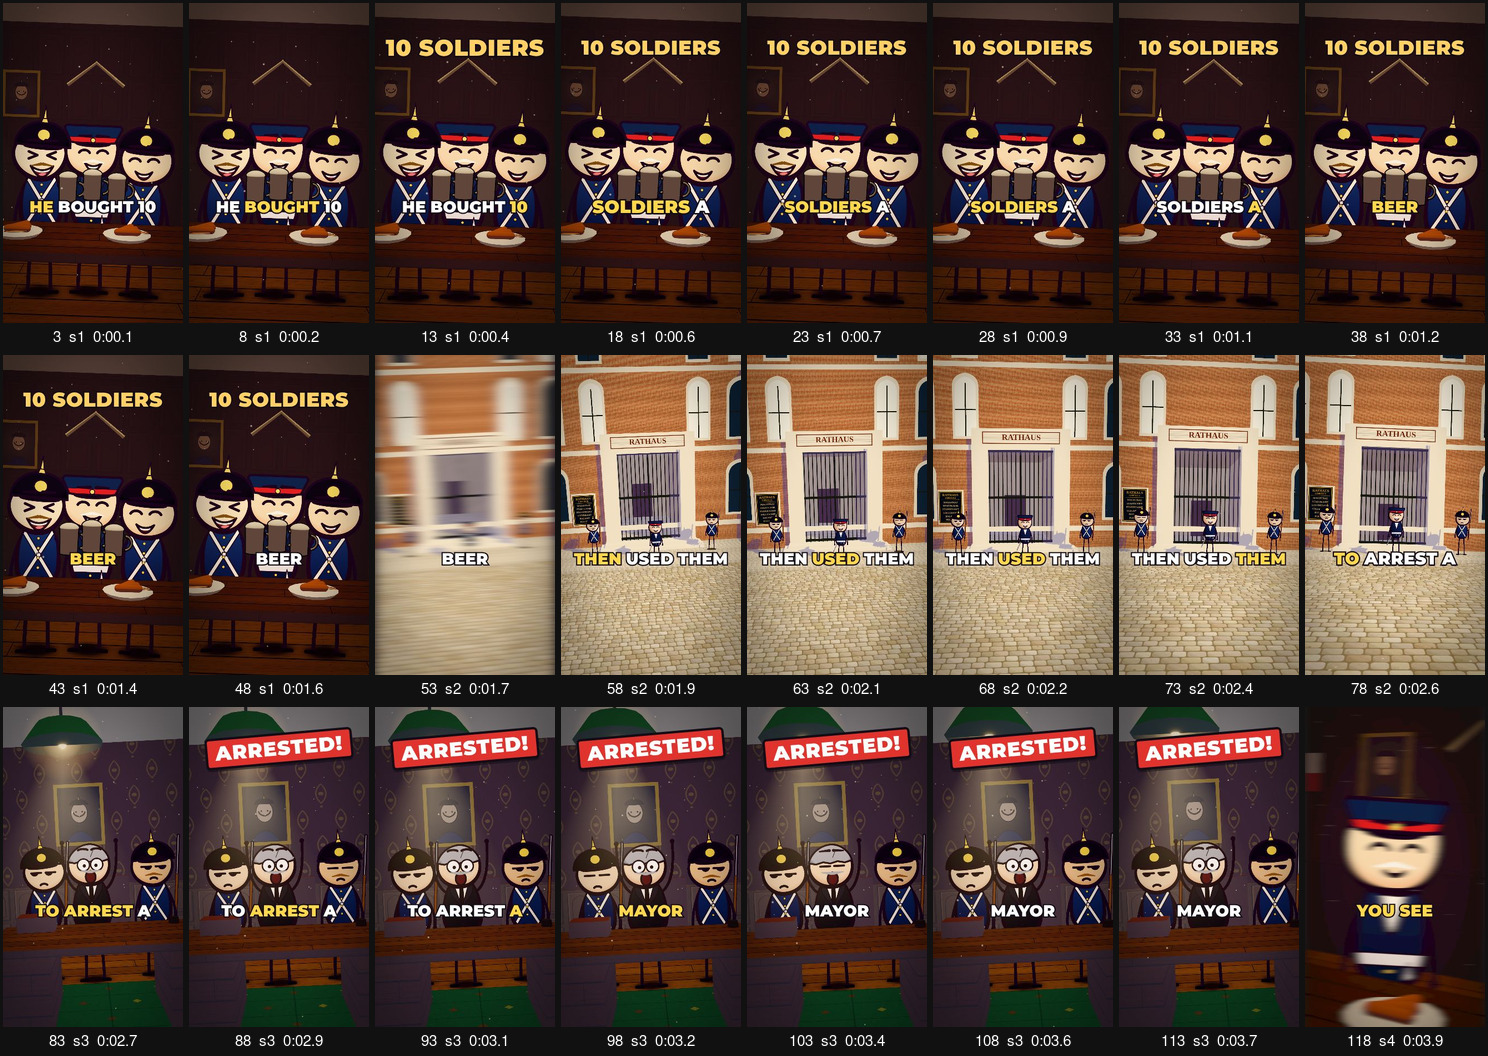 HE BOUGHT 10
3 s1 0:00.1
HE BOUGHT 10
8 s1 0:00.2
10 SOLDIERS
HE BOUGHT 10
13 s1 0:00.4
10 SOLDIERS
SOLDIERS A
18 s1 0:00.6
10 SOLDIERS
SOLDIERS A
23 s1 0:00.7
10 SOLDIERS
SOLDIERS A
28 s1 0:00.9
10 SOLDIERS
SOLDIERS A
33 s1 0:01.1
10 SOLDIERS
BEER
38 s1 0:01.2
10 SOLDIERS
BEER
43 s1 0:01.4
10 SOLDIERS
BEER
48 s1 0:01.6
BEER
53 s2 0:01.7
RATHAUS
THEN USED THEM
58 s2 0:01.9
RATHAUS
THEN USED THEM
63 s2 0:02.1
RATHAUS
THEN USED THEM
68 s2 0:02.2
RATHAUS
THEN USED THEM
73 s2 0:02.4
RATHAUS
TO ARREST A
78 s2 0:02.6
TO ARREST A
83 s3 0:02.7
ARRESTED!
TO ARREST A
88 s3 0:02.9
ARRESTED!
TO ARREST A
93 s3 0:03.1
ARRESTED!
MAYOR
98 s3 0:03.2
ARRESTED!
MAYOR
103 s3 0:03.4
ARRESTED!
MAYOR
108 s3 0:03.6
ARRESTED!
MAYOR
113 s3 0:03.7
YOU SEE
118 s4 0:03.9